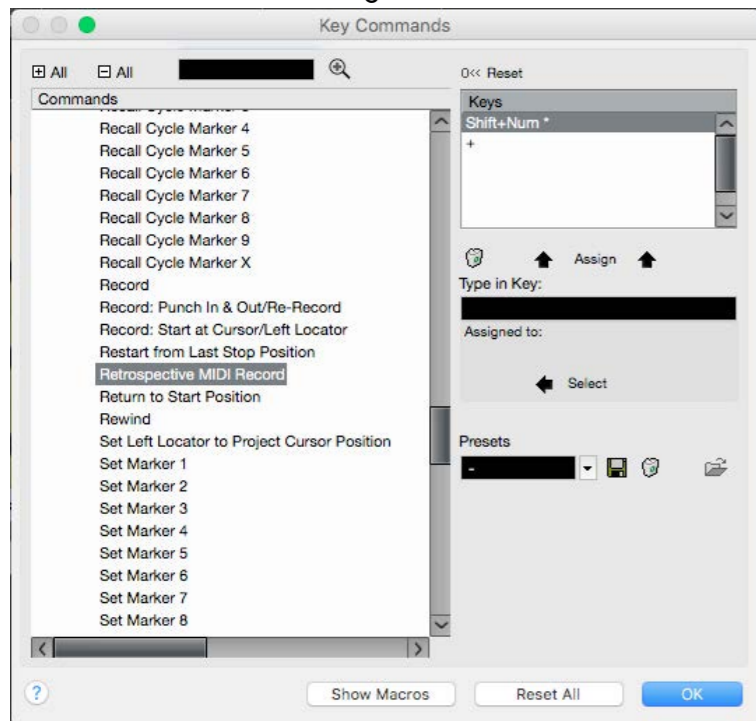 Key Commands
All
All
0<< Reset
Commands
Keys
Recall Cycle Marker 4
Recall Cycle Marker 5
Recall Cycle Marker 6
Recall Cycle Marker 7
Recall Cycle Marker 8
Recall Cycle Marker 9
Recall Cycle Marker X
Record
Record: Punch In & Out/Re-Record
Record: Start at Cursor/Left Locator
Restart from Last Stop Position
Retrospective MIDI Record
Return to Start Position
Rewind
Set Left Locator to Project Cursor Position
Set Marker 1
Set Marker 2
Set Marker 3
Set Marker 4
Set Marker 5
Set Marker 6
Set Marker 7
Set Marker 8
Shift+Num *
+
Assign
Type in Key:
Assigned to:
Select
Presets
-
?
Show Macros
Reset All
OK